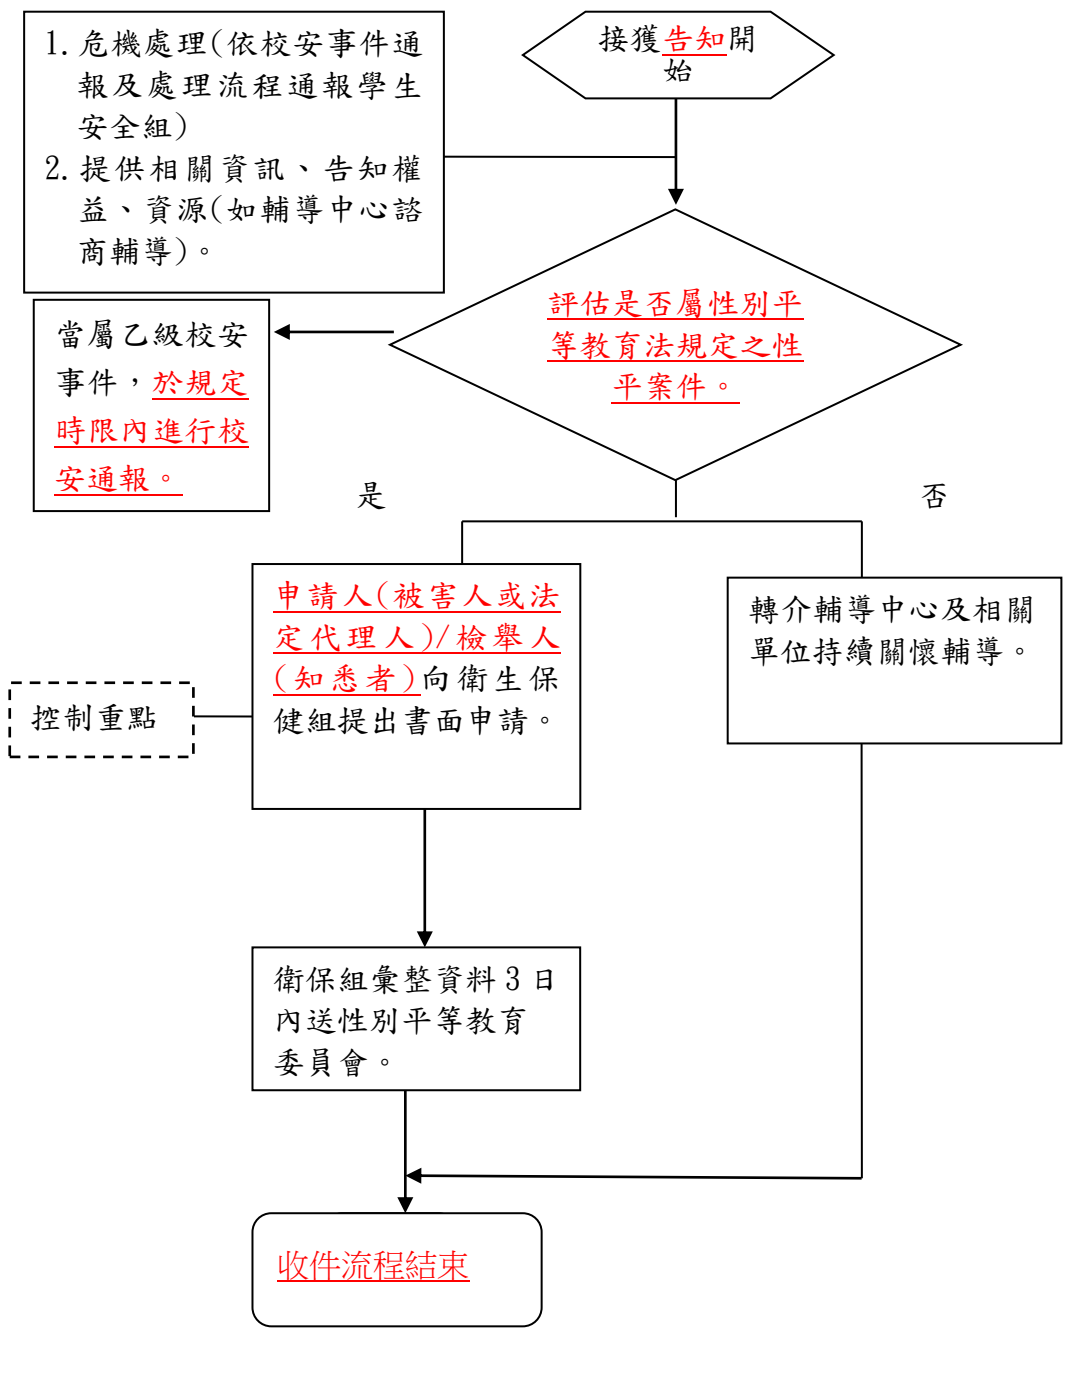 1. 危機處理(依校安事件通
報及處理流程通報學生
安全組)
2. 提供相關資訊、告知權
益、資源(如輔導中心諮
商輔導)。
接獲告知開
始
評估是否屬性別平
等教育法規定之性
平案件。
當屬乙級校安
事件，於規定
時限內進行校
安通報。
是
否
申請人(被害人或法
定代理人)/檢舉人
(知悉者)向衛生保
健組提出書面申請。
轉介輔導中心及相關
單位持續關懷輔導。
控制重點
衛保組彙整資料 3 日
內送性別平等教育
委員會。
收件流程結束